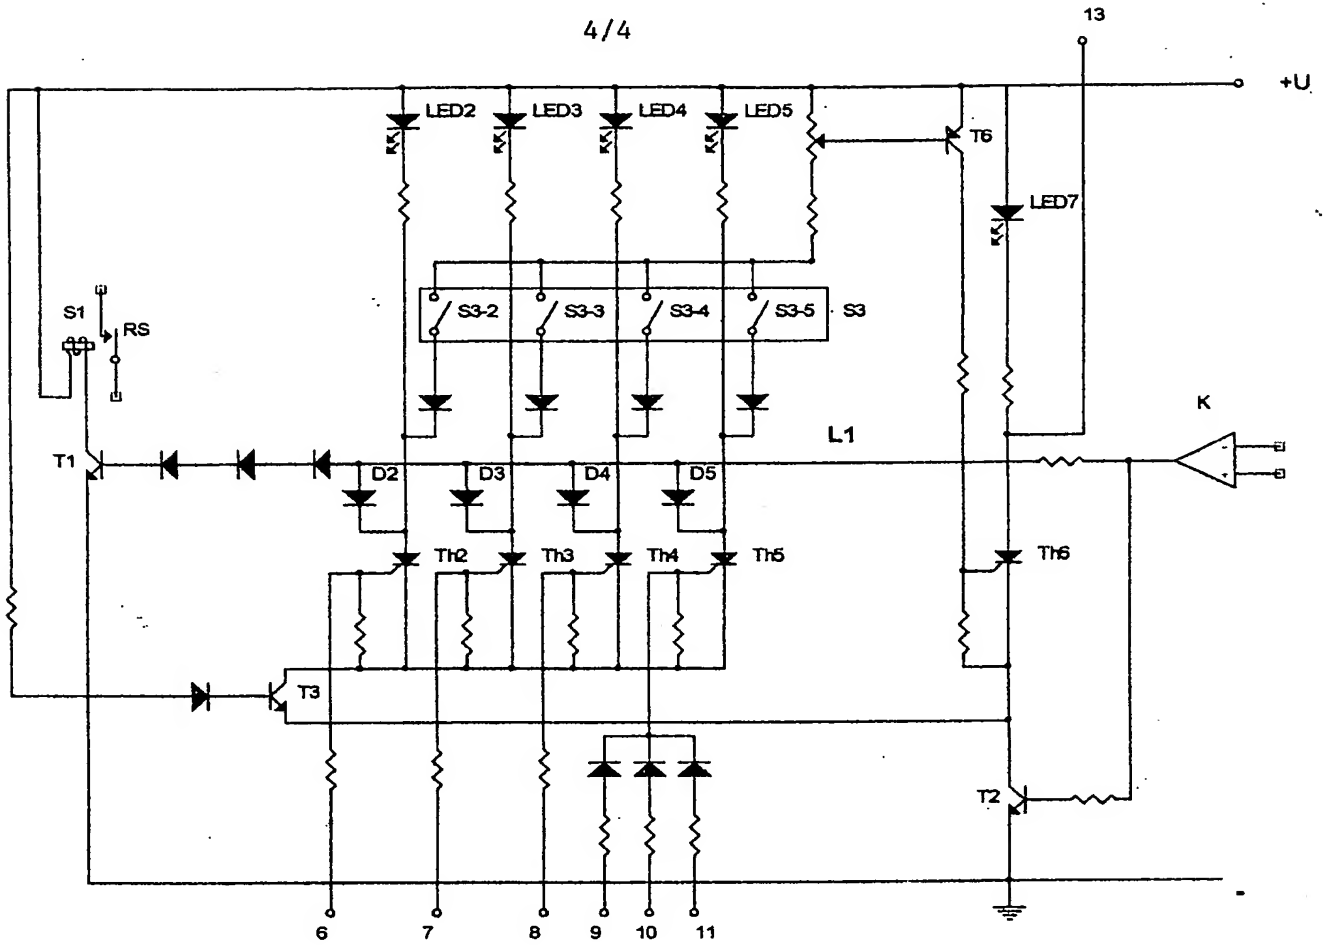 4/4
13
+U
LED2 LED3 LED4 LED5
T6
LED7
S1
RS
S3-2 S3-3 S3-4 S3-5 S3
K
L1
T1
D2 D3 D4 D5
- 
+
Th2 Th3 Th4 Th5 Th6
T3
T2
-
6 7 8 9 10 11